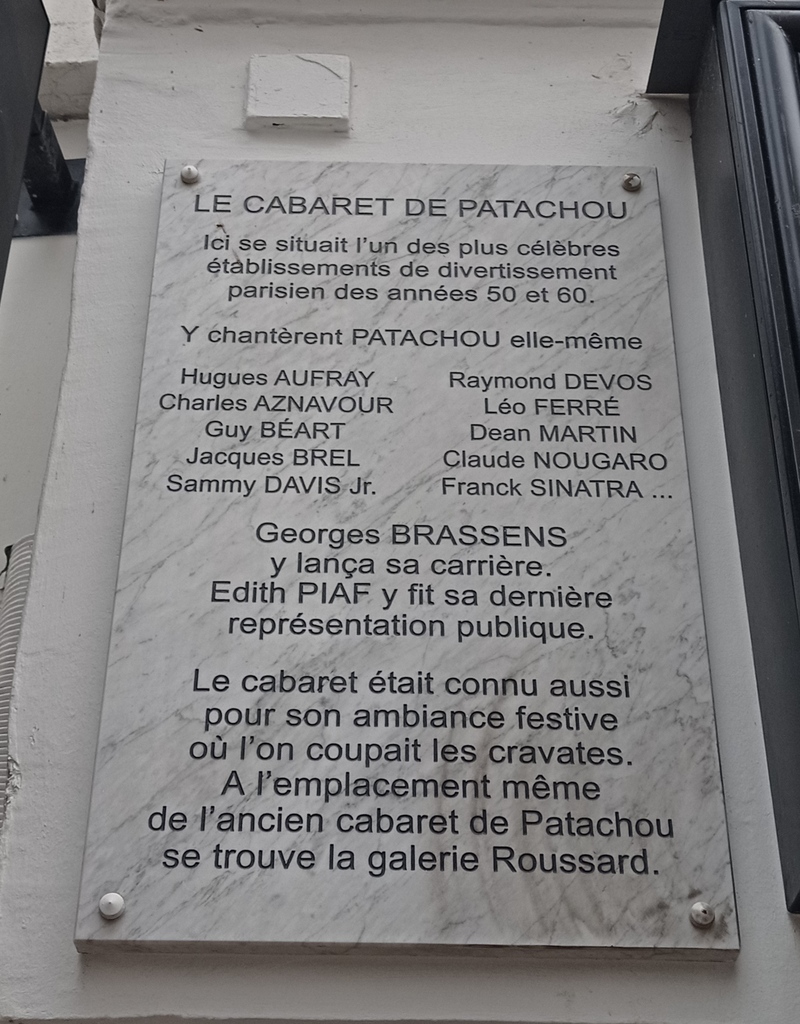 LE CABARET DE PATACHOU
Ici se situait l'un des plus célèbres
établissements de divertissement
parisien des années 50 et 60.
Y chantèrent PATACHOU elle-même
Hugues AUFRAY
Charles AZNAVOUR
Guy BÉART
Jacques BREL
Sammy DAVIS Jr.
Raymond DEVOS
Léo FERRÉ
Dean MARTIN
Claude NOUGARO
Franck SINATRA ...
Georges BRASSENS
y lança sa carrière.
Edith PIAF y fit sa dernière
représentation publique.
Le cabaret était connu aussi
pour son ambiance festive
où l'on coupait les cravates.
A l'emplacement même
de l'ancien cabaret de Patachou
se trouve la galerie Roussard.